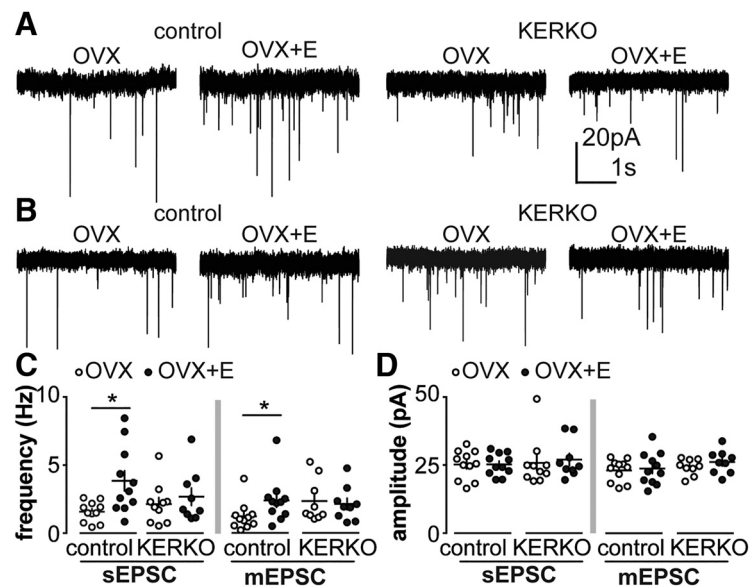 A
control
KERKO
OVX
OVX+E
OVX
OVX+E
20pA
1s
B
control
KERKO
OVX
OVX+E
OVX
OVX+E
C
OVX OVX+E
frequency (Hz)
10
5
0
*
*
control KERKO control KERKO
sEPSC mEPSC
D
OVX OVX+E
amplitude (pA)
50
25
0
control KERKO control KERKO
sEPSC mEPSC